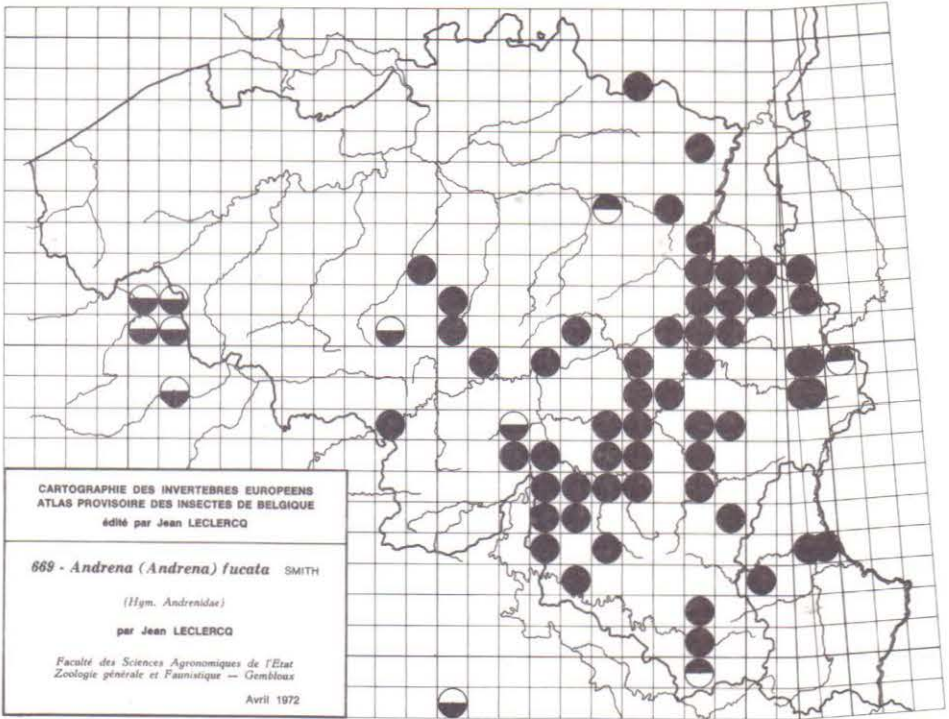 CARTOGRAPHIE DES INVERTEBRES EUROPEENS
ATLAS PROVISOIRE DES INSECTES DE BELGIQUE
édité par Jean LECLERCQ
669 - Andrena (Andrena) fucata SMITH
(Hym. Andrenidae)
par Jean LECLERCQ
Faculté des Sciences Agronomiques de l'Etat
Zoologie générale et Faunistique — Gembloux
Avril 1972